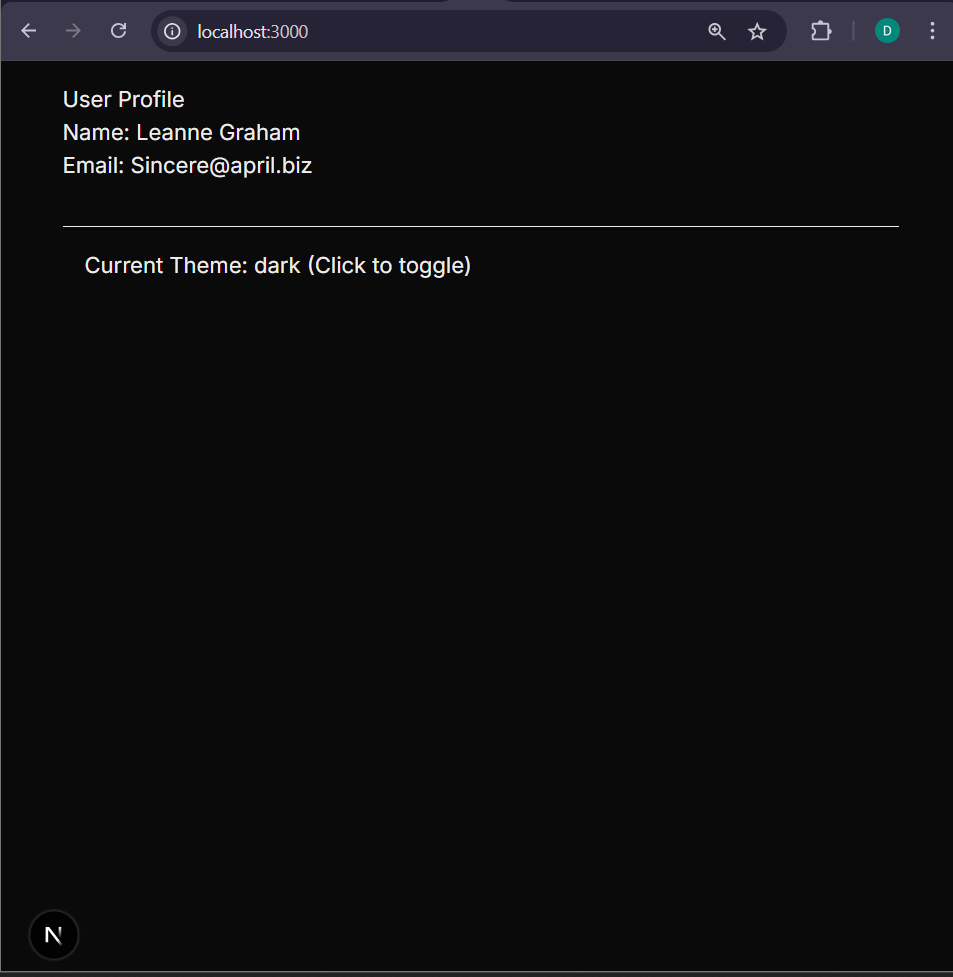 localhost:3000
D
User Profile
Name: Leanne Graham
Email: Sincere@april.biz
Current Theme: dark (Click to toggle)
N